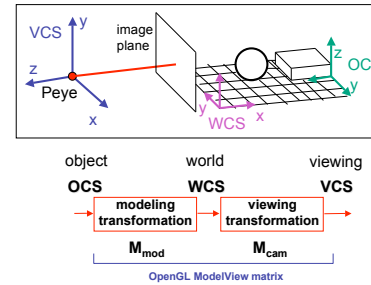 VCS
y
image
plane
z
Peye
x
z
OC
y
y
WCS
x
object
world
viewing
OCS
WCS
VCS
modeling
transformation
viewing
transformation
Mmod
Mcam
OpenGL ModelView matrix